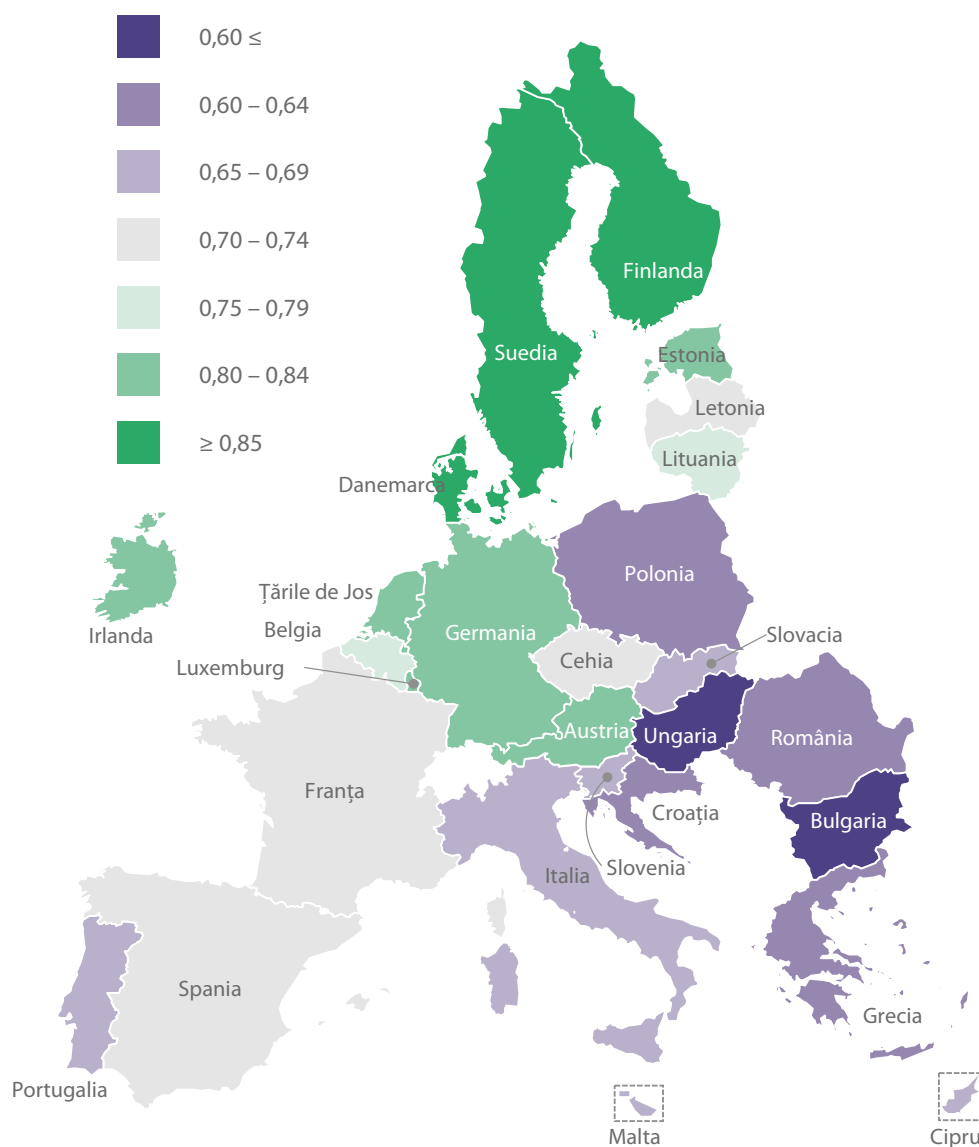 0,60 ≤
0,60 – 0,64
0,65 – 0,69
0,70 – 0,74
0,75 – 0,79
0,80 – 0,84
≥ 0,85
Finlanda
Suedia
Estonia
Letonia
Lituania
Danemarca
Polonia
Țările de Jos
Irlanda
Belgia
Germania
Slovacia
Luxemburg
Cehia
Austria
Ungaria
România
Franța
Croația
Bulgaria
Slovenia
Italia
Spania
Grecia
Portugalia
Malta
Cipru